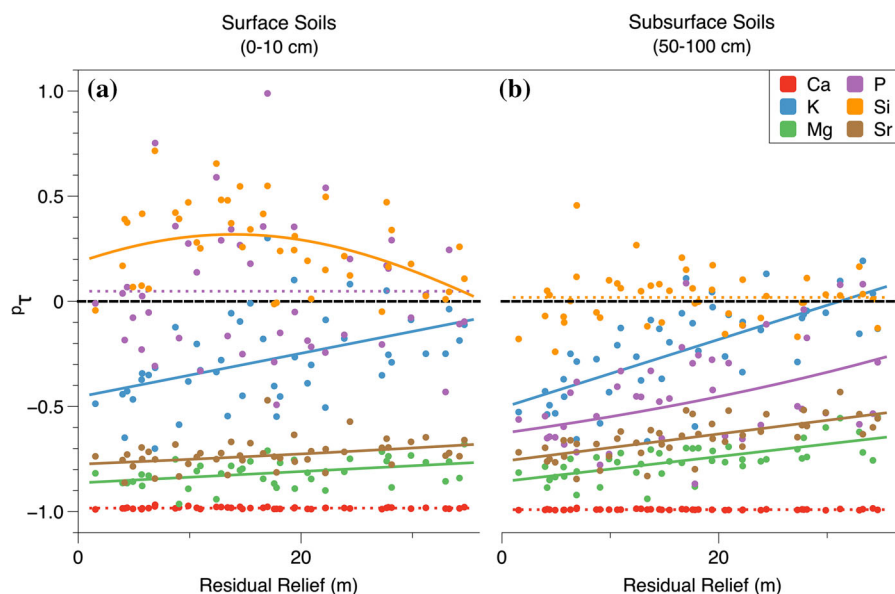 Surface Soils
(0-10 cm)
Subsurface Soils
(50-100 cm)
(a)
(b)
Ca
K
Mg
P
Si
Sr
1.0
0.5
0
−0.5
−1.0
pτ
0
20
0
20
Residual Relief (m)
Residual Relief (m)